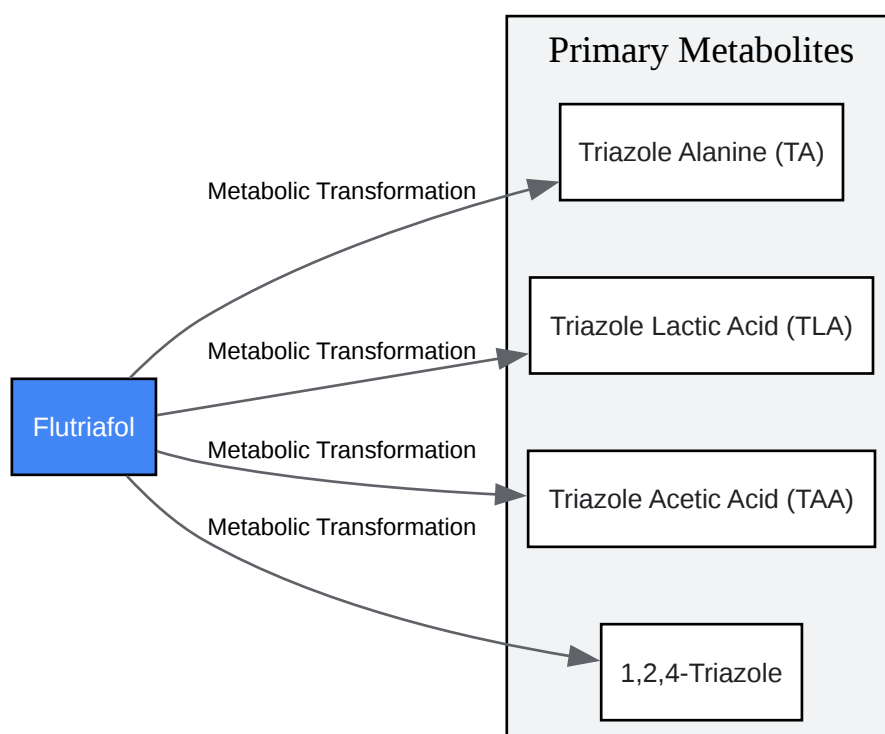 Primary Metabolites
Triazole Alanine (TA)
Metabolic Transformation
Triazole Lactic Acid (TLA)
Metabolic Transformation
Flutriafol
Metabolic Transformation
Triazole Acetic Acid (TAA)
Metabolic Transformation
1,2,4-Triazole